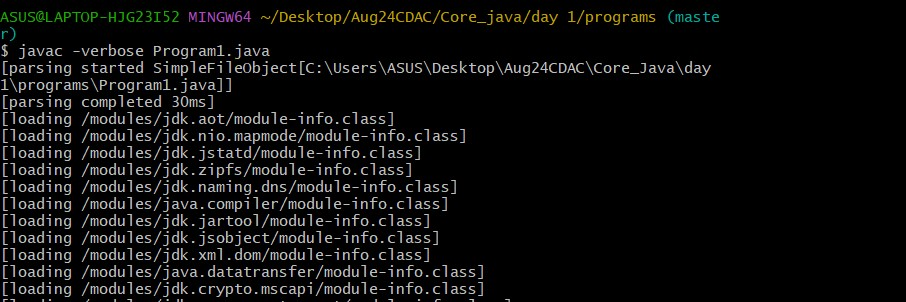 ASUS@LAPTOP-HJG23I52 MINGW64 ~/Desktop/Aug24CDAC/Core_java/day 1/programs (maste
r)
$ javac -verbose Program1.java
[parsing started SimpleFileObject[C:\Users\ASUS\Desktop\Aug24CDAC\Core_Java\day
1\programs\Program1.java]]
[parsing completed 30ms]
[loading /modules/jdk.aot/module-info.class]
[loading /modules/jdk.nio.mapmode/module-info.class]
[loading /modules/jdk.jstatd/module-info.class]
[loading /modules/jdk.zipfs/module-info.class]
[loading /modules/jdk.naming.dns/module-info.class]
[loading /modules/java.compiler/module-info.class]
[loading /modules/jdk.jartool/module-info.class]
[loading /modules/jdk.jsobject/module-info.class]
[loading /modules/jdk.xml.dom/module-info.class]
[loading /modules/java.datatransfer/module-info.class]
[loading /modules/jdk.crypto.mscapi/module-info.class]